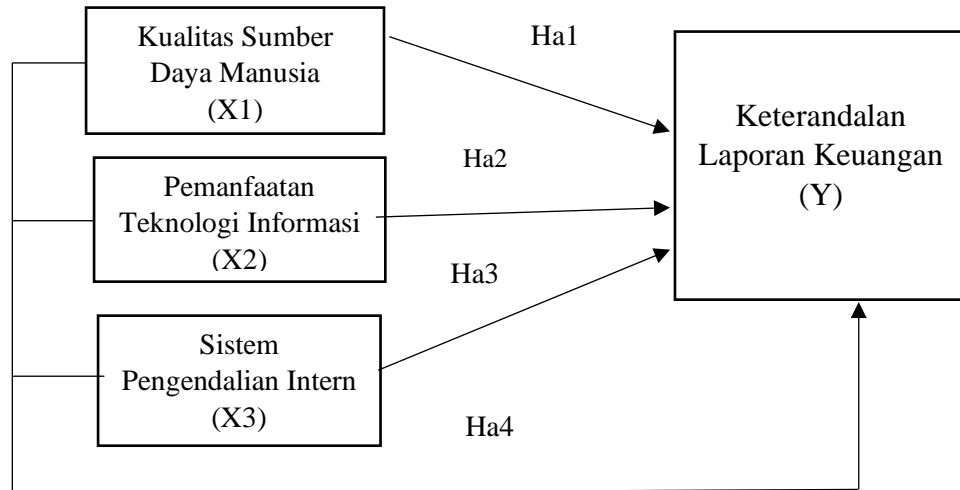 Kualitas Sumber
Daya Manusia
(X1)
Ha1
Keterandalan
Laporan Keuangan
(Y)
Ha2
Pemanfaatan
Teknologi Informasi
(X2)
Ha3
Sistem
Pengendalian Intern
(X3)
Ha4